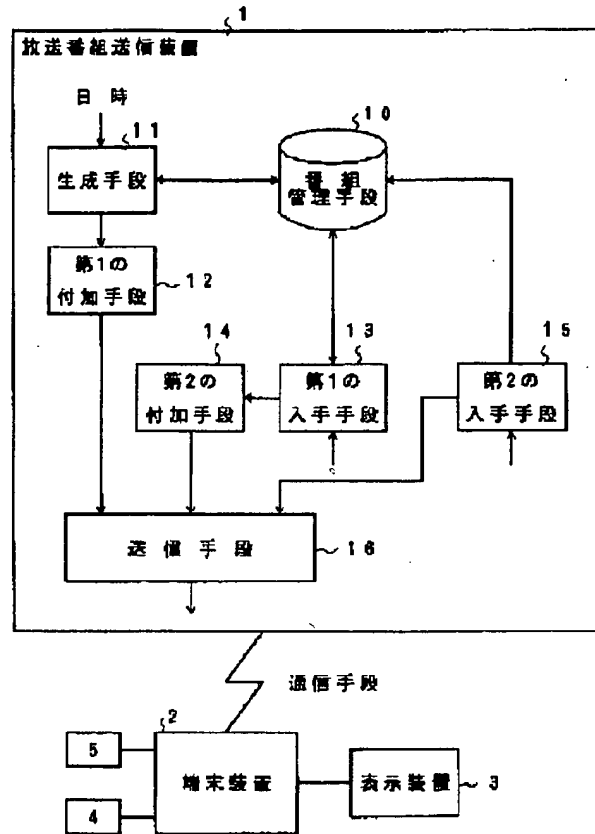 1
放送番組送信装置
日時
11
10
生成手段
番組
管理手段
第1の
付加手段
12
14
13
15
第2の
付加手段
第1の
入手手段
第2の
入手手段
送信手段
16
通信手段
2
5
端末装置
表示装置
3
4